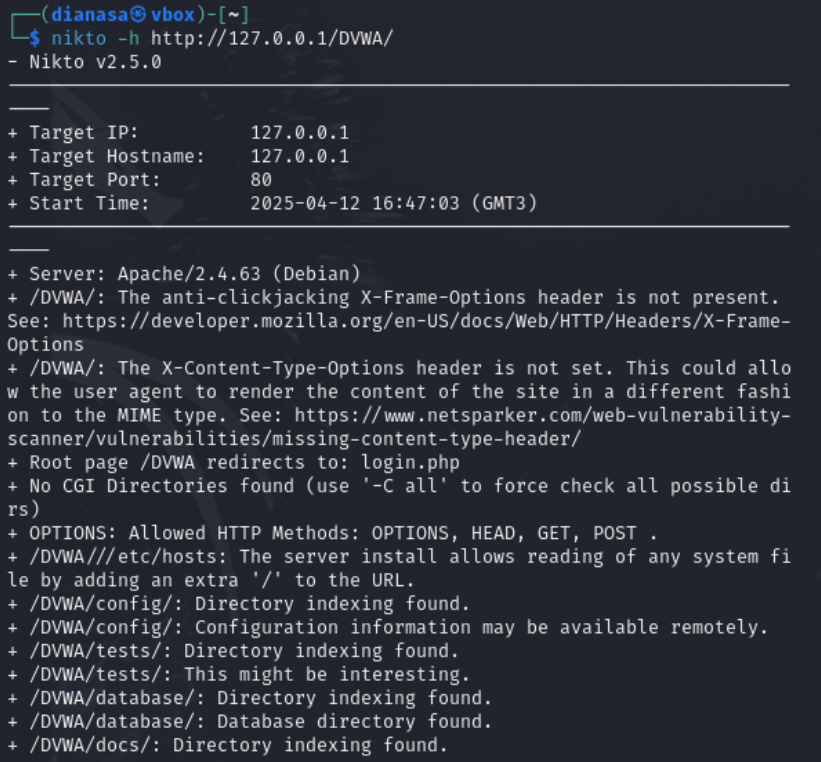 ┌──(dianasa㉿vbox)-[~]
└─$ nikto -h http://127.0.0.1/DVWA/
- Nikto v2.5.0
+ Target IP:          127.0.0.1
+ Target Hostname:    127.0.0.1
+ Target Port:        80
+ Start Time:         2025-04-12 16:47:03 (GMT3)
+ Server: Apache/2.4.63 (Debian)
+ /DVWA/: The anti-clickjacking X-Frame-Options header is not present.
See: https://developer.mozilla.org/en-US/docs/Web/HTTP/Headers/X-Frame-
Options
+ /DVWA/: The X-Content-Type-Options header is not set. This could allo
w the user agent to render the content of the site in a different fashi
on to the MIME type. See: https://www.netsparker.com/web-vulnerability-
scanner/vulnerabilities/missing-content-type-header/
+ Root page /DVWA redirects to: login.php
+ No CGI Directories found (use '-C all' to force check all possible di
rs)
+ OPTIONS: Allowed HTTP Methods: OPTIONS, HEAD, GET, POST .
+ /DVWA///etc/hosts: The server install allows reading of any system fi
le by adding an extra '/' to the URL.
+ /DVWA/config/: Directory indexing found.
+ /DVWA/config/: Configuration information may be available remotely.
+ /DVWA/tests/: Directory indexing found.
+ /DVWA/tests/: This might be interesting.
+ /DVWA/database/: Directory indexing found.
+ /DVWA/database/: Database directory found.
+ /DVWA/docs/: Directory indexing found.